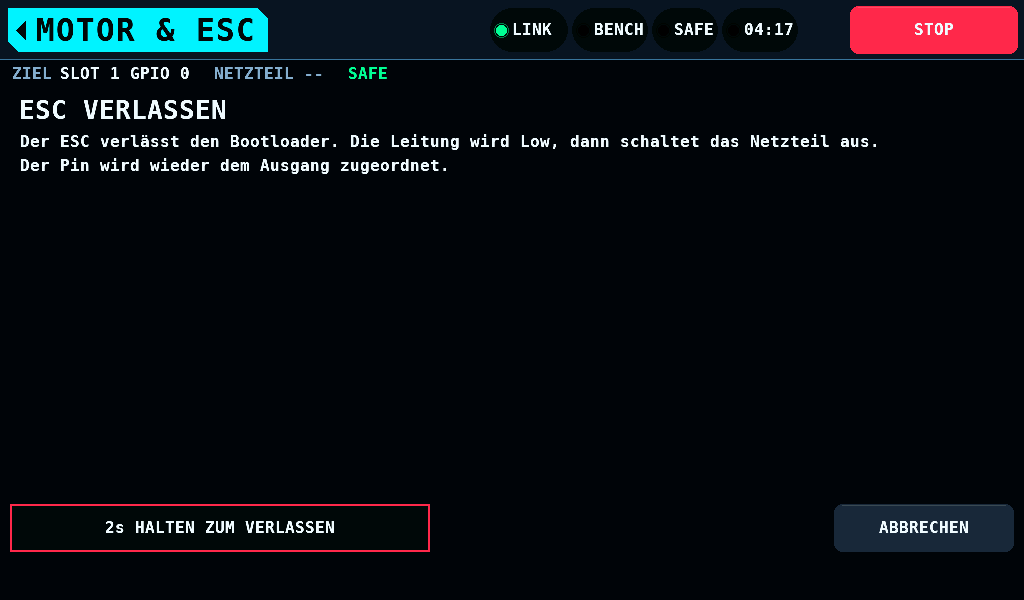 MOTOR & ESC
LINK
BENCH
SAFE
04:17
STOP
ZIEL SLOT 1 GPIO 0 NETZTEIL -- SAFE
ESC VERLASSEN
Der ESC verlässt den Bootloader. Die Leitung wird Low, dann schaltet das Netzteil aus.
Der Pin wird wieder dem Ausgang zugeordnet.
2s HALTEN ZUM VERLASSEN
ABBRECHEN